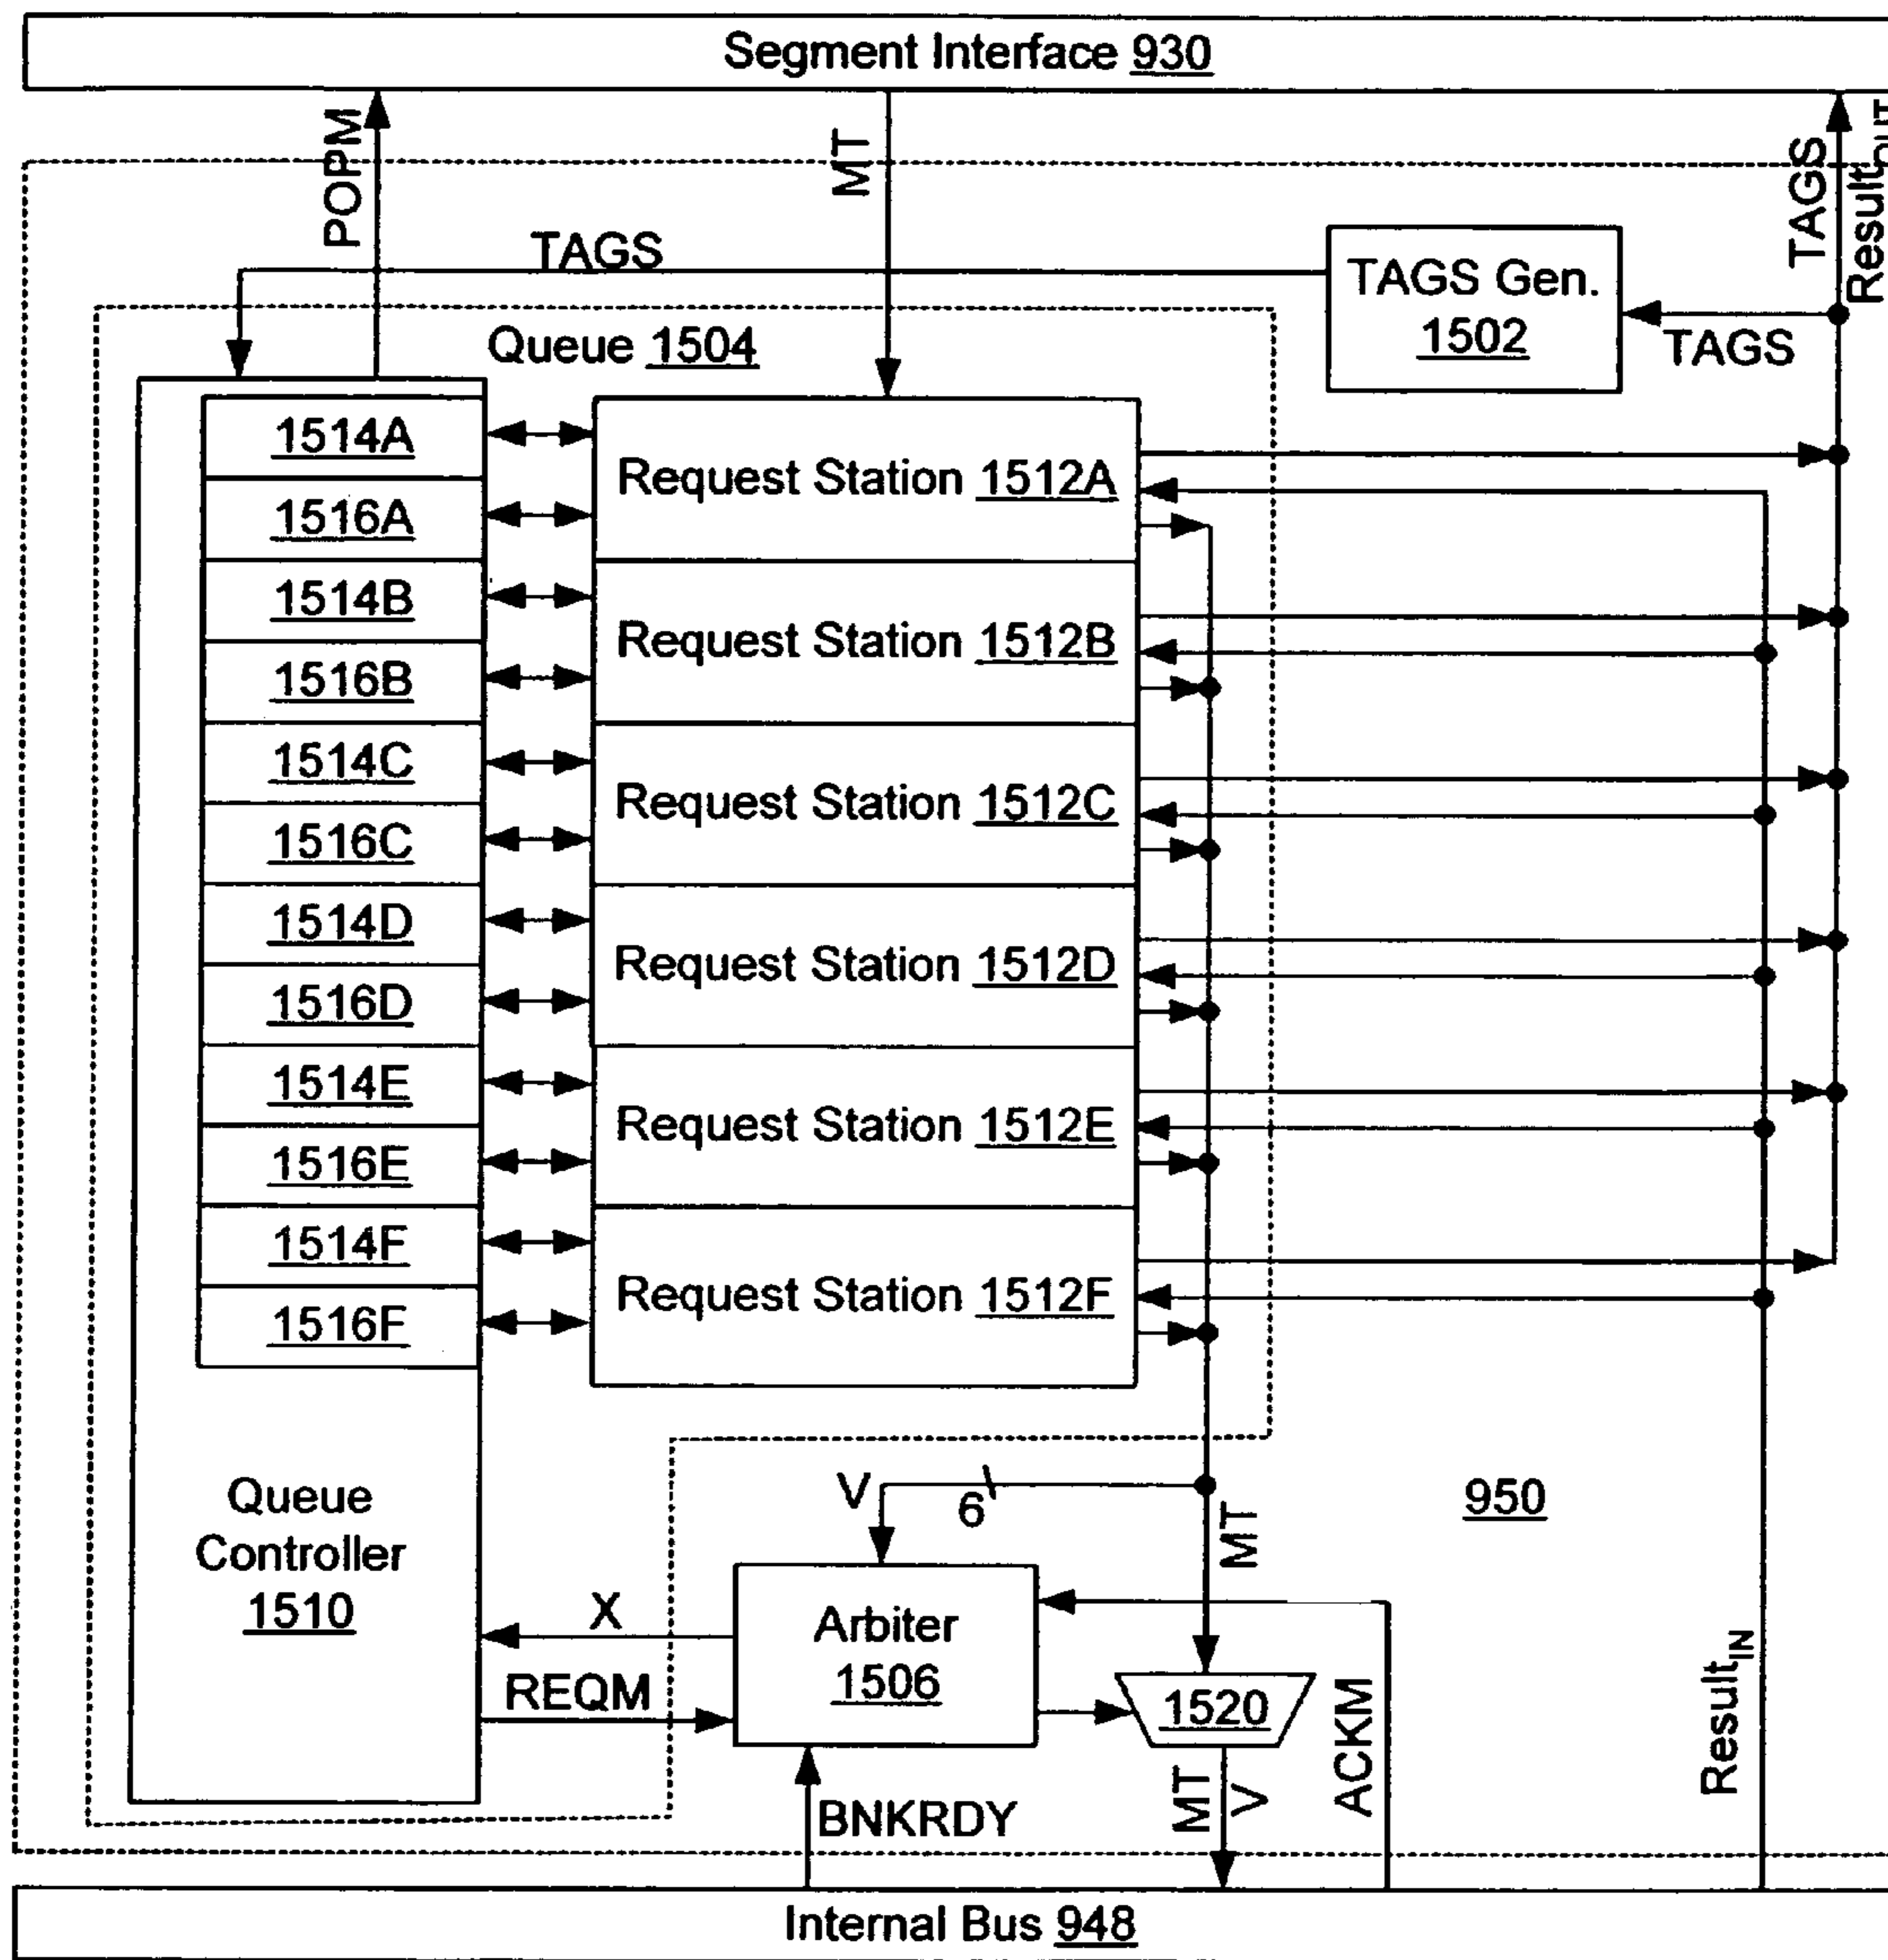 Segment Interface 930
POPM
MT
TAGS
Result OUT
TAGS
TAGS Gen.
1502
TAGS
Queue 1504
1514A
1516A
1514B
1516B
1514C
1516C
1514D
1516D
1514E
1516E
1514F
1516F
Request Station 1512A
Request Station 1512B
Request Station 1512C
Request Station 1512D
Request Station 1512E
Request Station 1512F
Queue
Controller
1510
V
6
MT
950
X
REQM
Arbiter
1506
1520
ACKM
Result IN
BNKRDY
MT
V
Internal Bus 948